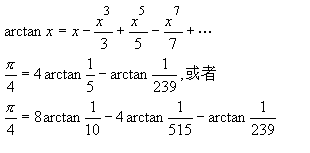 arctan x = x − x³/3 + x⁵/5 − x⁷/7 + ⋯
π/4 = 4 arctan 1/5 − arctan 1/239 ,或者
π/4 = 8 arctan 1/10 − 4 arctan 1/515 − arctan 1/239